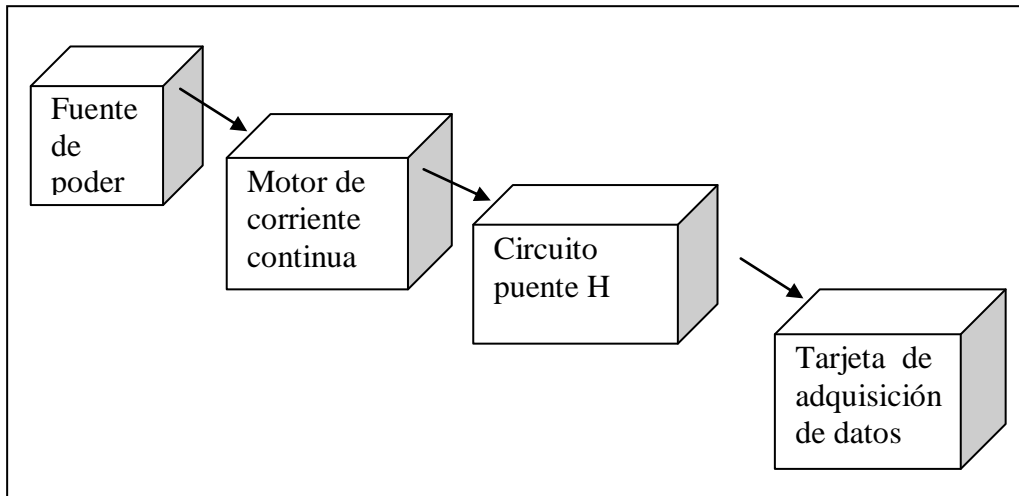 Fuente
de
poder
Motor de
corriente
continua
Circuito
puente H
Tarjeta de
adquisición
de datos